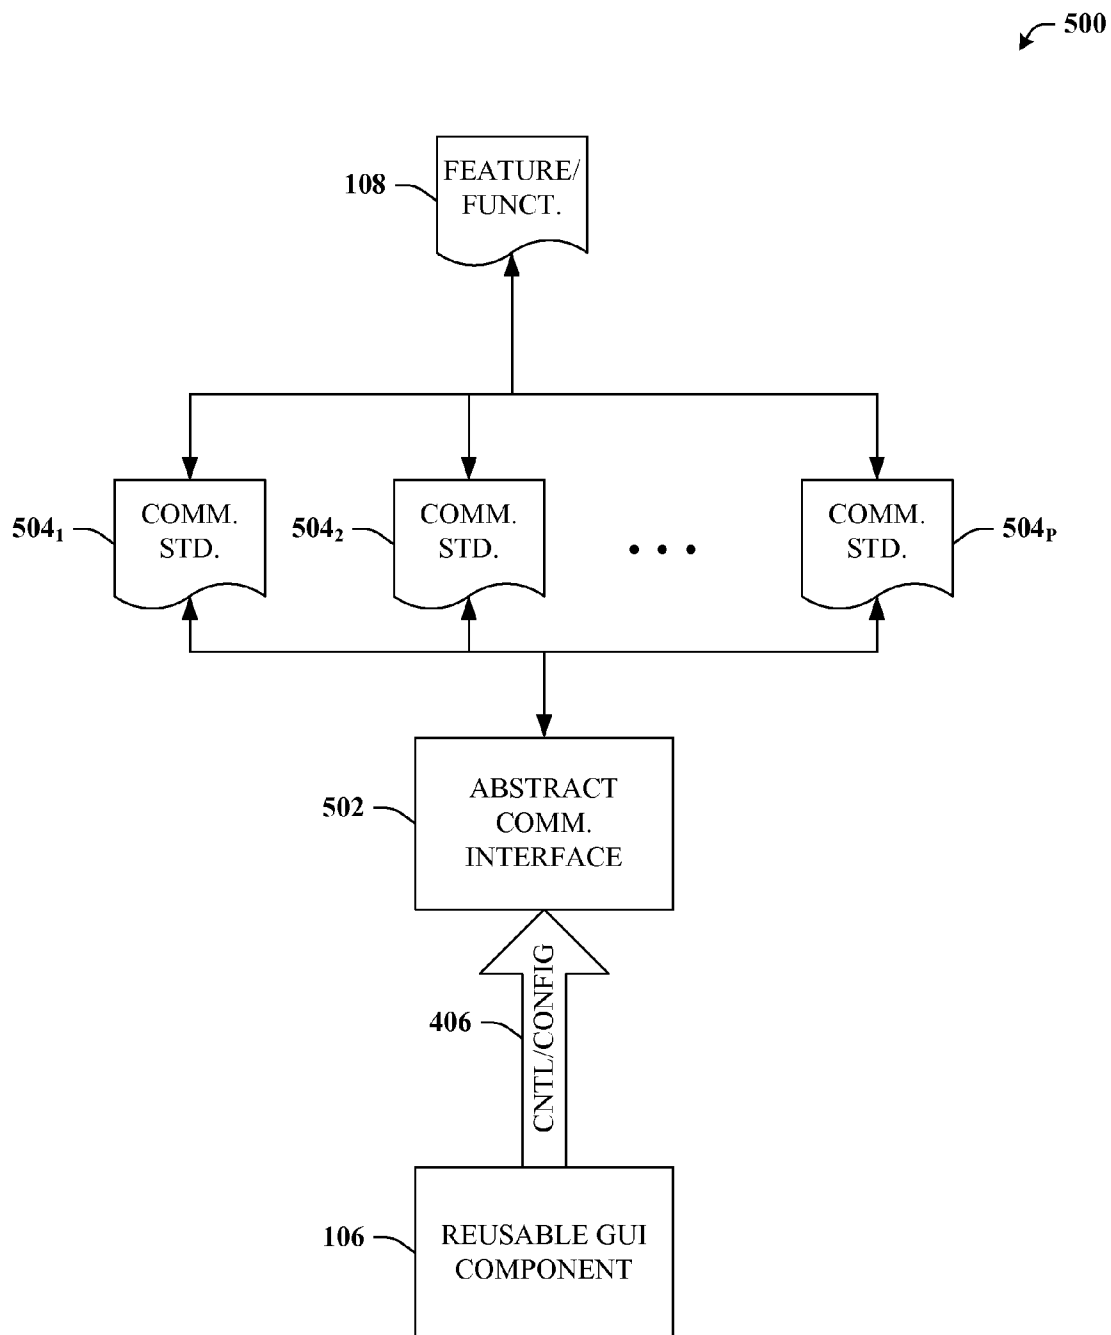 500
108
FEATURE/
FUNCT.
504₁
COMM.
STD.
504₂
COMM.
STD.
• • •
COMM.
STD.
504ₚ
502
ABSTRACT
COMM.
INTERFACE
406
CNTL/CONFIG
106
REUSABLE GUI
COMPONENT